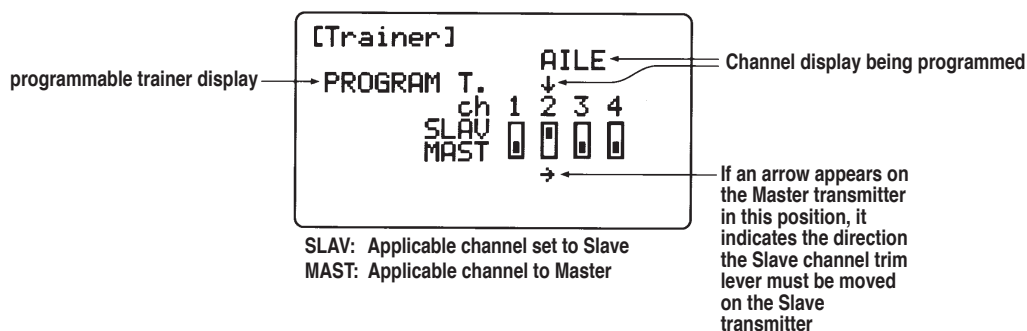 [Trainer]
AILE
Channel display being programmed
programmable trainer display
PROGRAM T.
↓
ch 1 2 3 4
SLAV
MAST
→
If an arrow appears on
the Master transmitter
in this position, it
indicates the direction
the Slave channel trim
lever must be moved
on the Slave
transmitter
SLAV: Applicable channel set to Slave
MAST: Applicable channel to Master